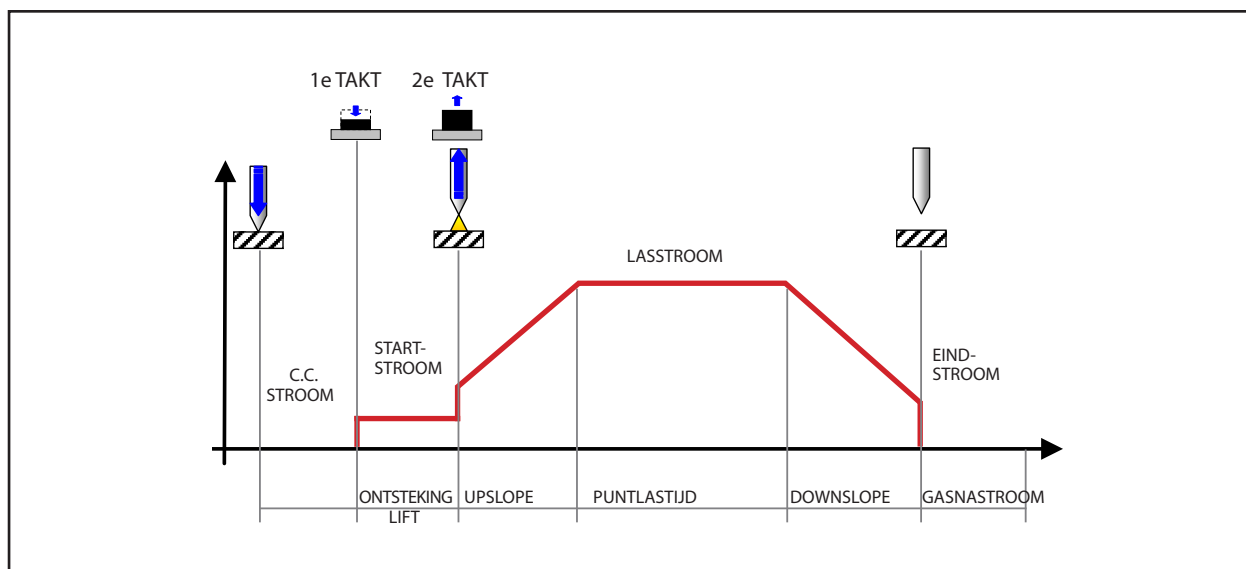 1e TAKT
2e TAKT
LASSTROOM
START-
STROOM
C.C.
STROOM
EIND-
STROOM
ONTSTEKING
LIFT
UPSLOPE
PUNTLASTIJD
DOWNSLOPE
GASNASTROOM